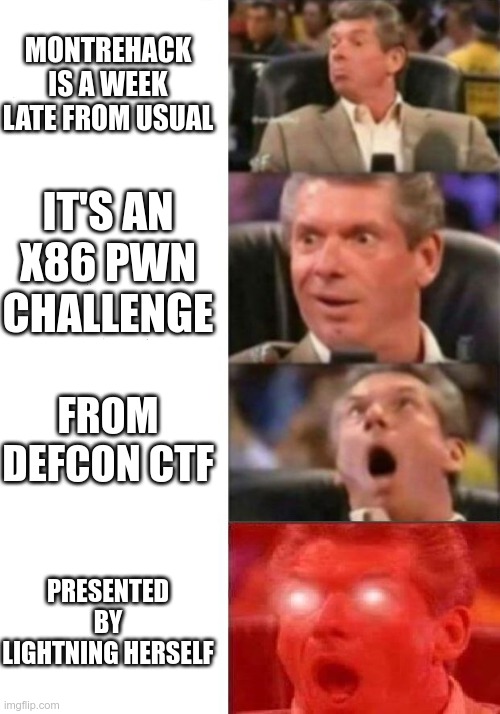 MONTREHACK
IS A WEEK
LATE FROM USUAL
IT'S AN
X86 PWN
CHALLENGE
FROM
DEFCON CTF
PRESENTED
BY
LIGHTNING HERSELF
imgflip.com